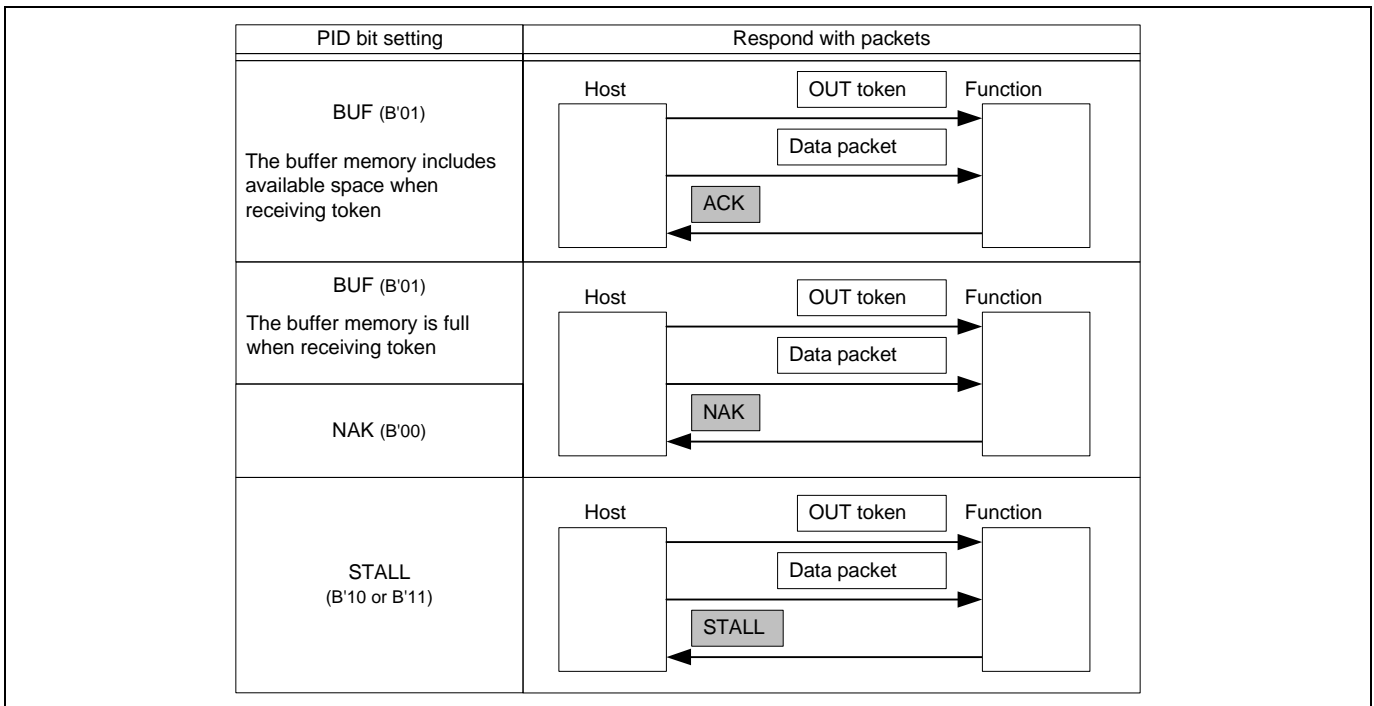 PID bit setting
Respond with packets
BUF (B'01)
The buffer memory includes
available space when
receiving token
Host
OUT token
Function
Data packet
ACK
BUF (B'01)
The buffer memory is full
when receiving token
NAK (B'00)
Host
OUT token
Function
Data packet
NAK
STALL
(B'10 or B'11)
Host
OUT token
Function
Data packet
STALL